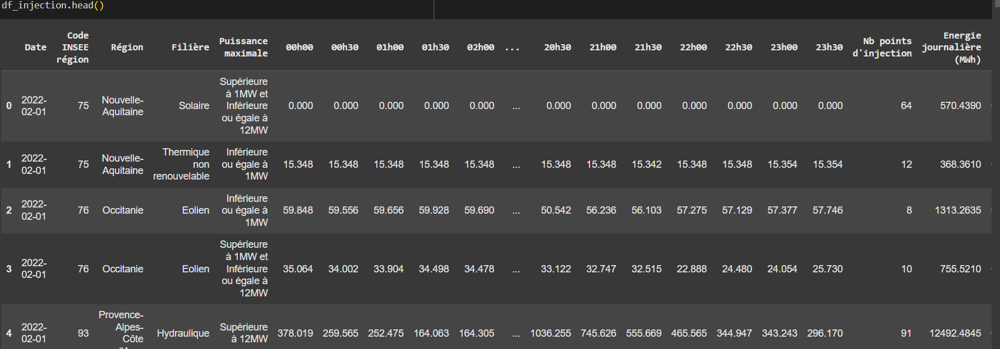 df_injection.head()
Date Code INSEE région Région Filière Puissance maximale 00h00 00h30 01h00 01h30 02h00 ... 20h30 21h00 21h30 22h00 22h30 23h00 23h30 Nb points d'injection Energie journalière (MWh)
0 2022-02-01 75 Nouvelle-Aquitaine Solaire Supérieure à 1MW et Inférieure ou égale à 12MW 0.000 0.000 0.000 0.000 0.000 ... 0.000 0.000 0.000 0.000 0.000 0.000 0.000 64 570.4390
1 2022-02-01 75 Nouvelle-Aquitaine Thermique non renouvelable Inférieure ou égale à 1MW 15.348 15.348 15.348 15.348 15.348 ... 15.348 15.348 15.342 15.348 15.348 15.354 15.354 12 368.3610
2 2022-02-01 76 Occitanie Eolien Inférieure ou égale à 1MW 59.848 59.556 59.656 59.928 59.690 ... 50.542 56.236 56.103 57.275 57.129 57.377 57.746 8 1313.2635
3 2022-02-01 76 Occitanie Eolien Supérieure à 1MW et Inférieure ou égale à 12MW 35.064 34.002 33.904 34.498 34.478 ... 33.122 32.747 32.515 22.888 24.480 24.054 25.730 10 755.5210
4 2022-02-01 93 Provence-Alpes-Côte Hydraulique Supérieure à 12MW 378.019 259.565 252.475 164.063 164.305 ... 1036.255 745.626 555.669 465.565 344.947 343.243 296.170 91 12492.4845